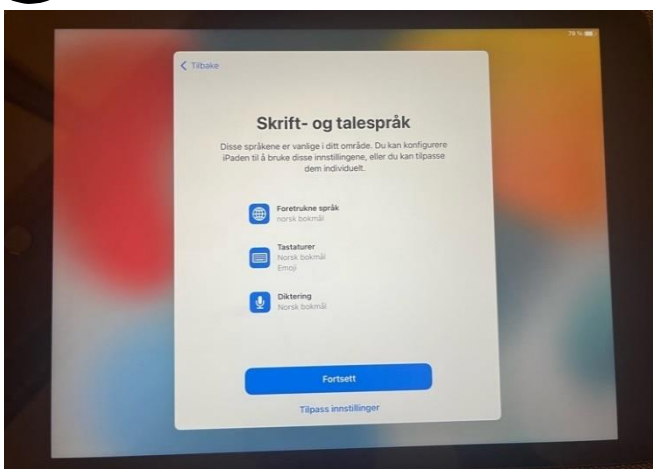 79 %
Tilbake
Skrift- og talespråk
Disse språkene er vanlige i ditt område. Du kan konfigurere
iPaden til å bruke disse innstillingene, eller du kan tilpasse
dem individuelt.
Foretrukne språk
norsk bokmål
Tastaturer
Norsk bokmål
Emoji
Diktering
Norsk bokmål
Fortsett
Tilpass innstillinger